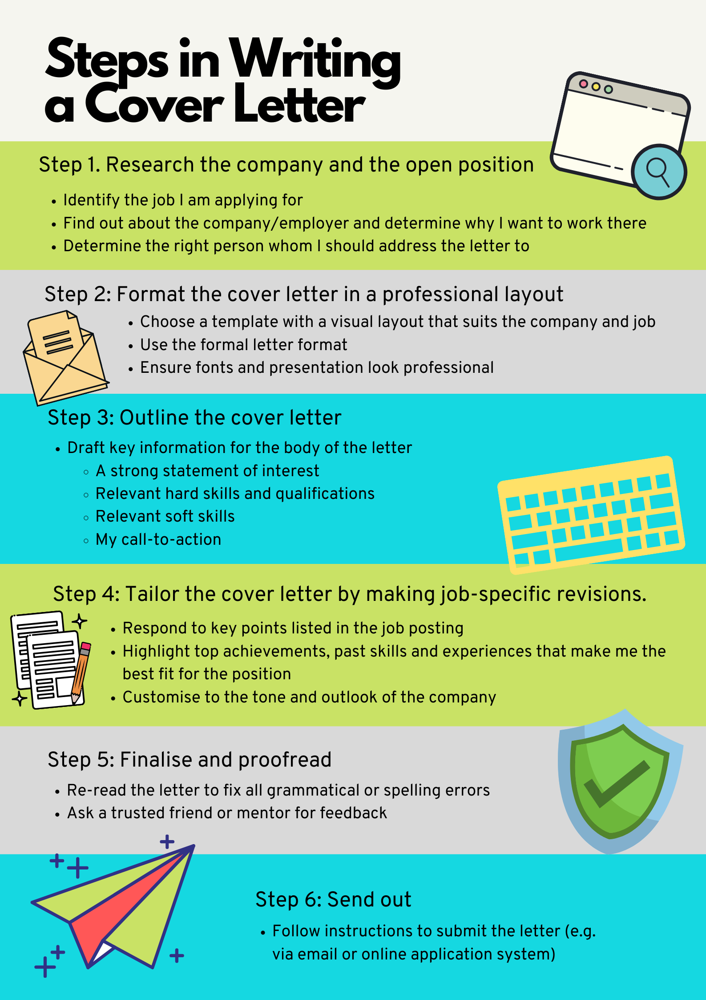 Steps in Writing
a Cover Letter
Step 1. Research the company and the open position
• Identify the job I am applying for
• Find out about the company/employer and determine why I want to work there
• Determine the right person whom I should address the letter to
Step 2: Format the cover letter in a professional layout
• Choose a template with a visual layout that suits the company and job
• Use the formal letter format
• Ensure fonts and presentation look professional
Step 3: Outline the cover letter
• Draft key information for the body of the letter
◦ A strong statement of interest
◦ Relevant hard skills and qualifications
◦ Relevant soft skills
◦ My call-to-action
Step 4: Tailor the cover letter by making job-specific revisions.
• Respond to key points listed in the job posting
• Highlight top achievements, past skills and experiences that make me the
best fit for the position
• Customise to the tone and outlook of the company
Step 5: Finalise and proofread
• Re-read the letter to fix all grammatical or spelling errors
• Ask a trusted friend or mentor for feedback
Step 6: Send out
• Follow instructions to submit the letter (e.g.
via email or online application system)